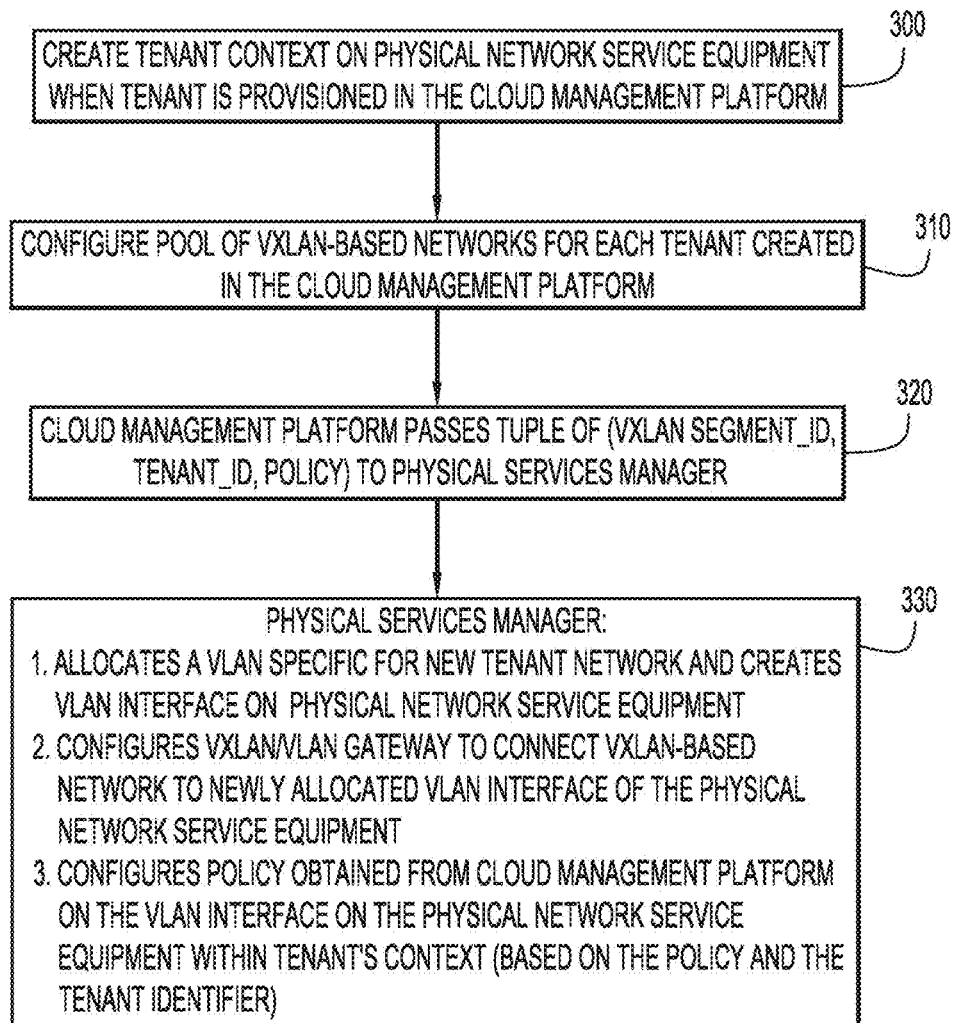 300
CREATE TENANT CONTEXT ON PHYSICAL NETWORK SERVICE EQUIPMENT
WHEN TENANT IS PROVISIONED IN THE CLOUD MANAGEMENT PLATFORM
310
CONFIGURE POOL OF VXLAN-BASED NETWORKS FOR EACH TENANT CREATED
IN THE CLOUD MANAGEMENT PLATFORM
320
CLOUD MANAGEMENT PLATFORM PASSES TUPLE OF (VXLAN SEGMENT_ID,
TENANT_ID, POLICY) TO PHYSICAL SERVICES MANAGER
330
PHYSICAL SERVICES MANAGER:
1. ALLOCATES A VLAN SPECIFIC FOR NEW TENANT NETWORK AND CREATES
VLAN INTERFACE ON PHYSICAL NETWORK SERVICE EQUIPMENT
2. CONFIGURES VXLAN/VLAN GATEWAY TO CONNECT VXLAN-BASED
NETWORK TO NEWLY ALLOCATED VLAN INTERFACE OF THE PHYSICAL
NETWORK SERVICE EQUIPMENT
3. CONFIGURES POLICY OBTAINED FROM CLOUD MANAGEMENT PLATFORM
ON THE VLAN INTERFACE ON THE PHYSICAL NETWORK SERVICE
EQUIPMENT WITHIN TENANT'S CONTEXT (BASED ON THE POLICY AND THE
TENANT IDENTIFIER)